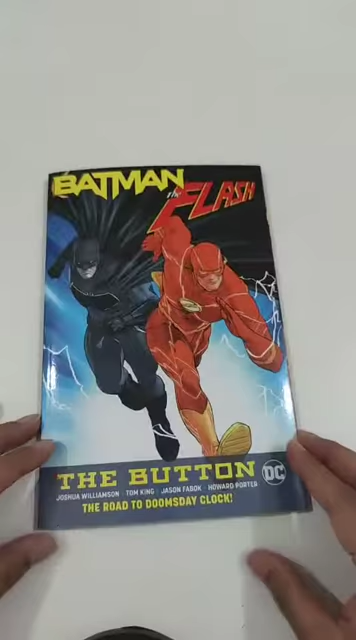 BATMAN
the FLASH
THE BUTTON
DC
JOSHUA WILLIAMSON • TOM KING • JASON FABOK • HOWARD PORTER
THE ROAD TO DOOMSDAY CLOCK!